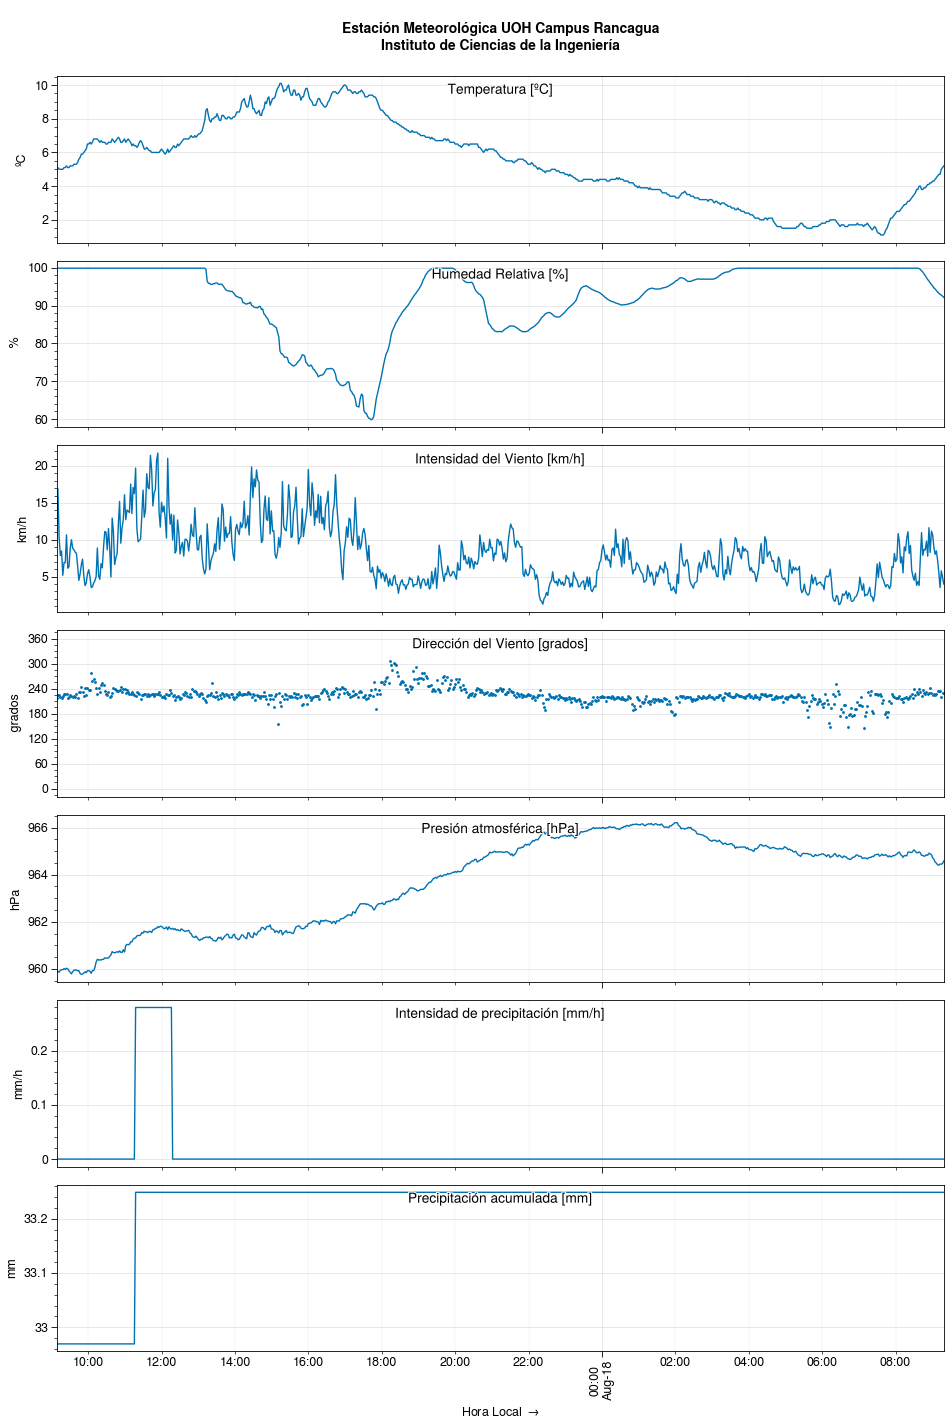 Estación Meteorológica UOH Campus Rancagua
Instituto de Ciencias de la Ingeniería
Temperatura [ºC]
ºC
10
8
6
4
2
Humedad Relativa [%]
%
100
90
80
70
60
Intensidad del Viento [km/h]
km/h
20
15
10
5
Dirección del Viento [grados]
grados
360
300
240
180
120
60
0
Presión atmosférica [hPa]
hPa
966
964
962
960
Intensidad de precipitación [mm/h]
mm/h
0.2
0.1
0
Precipitación acumulada [mm]
mm
33.2
33.1
33
10:00 12:00 14:00 16:00 18:00 20:00 22:00 00:00 02:00 04:00 06:00 08:00
Aug-18
Hora Local →